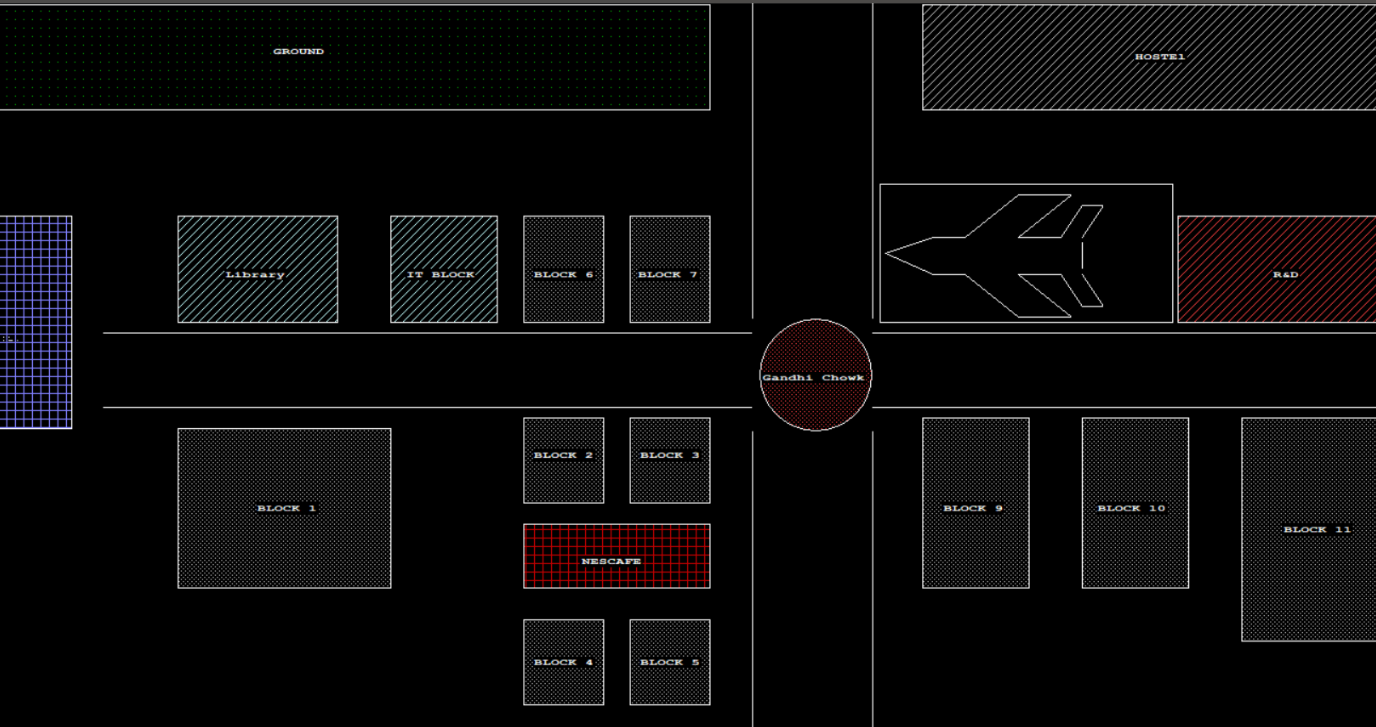 GROUND
HOSTEl
Library
IT BLOCK
BLOCK 6
BLOCK 7
R&D
Gandhi Chowk
BLOCK 2
BLOCK 3
BLOCK 1
BLOCK 9
BLOCK 10
BLOCK 11
NESCAFE
BLOCK 4
BLOCK 5